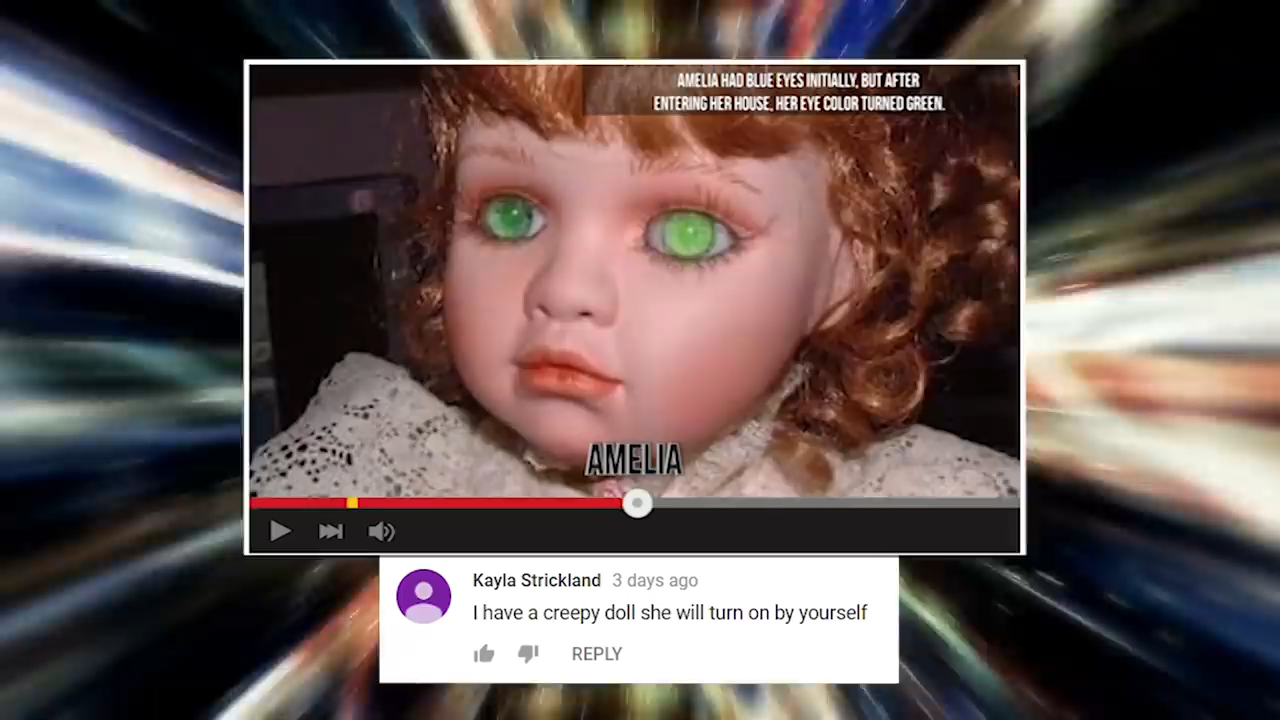 AMELIA HAD BLUE EYES INITIALLY, BUT AFTER
ENTERING HER HOUSE, HER EYE COLOR TURNED GREEN.
AMELIA
Kayla Strickland 3 days ago
I have a creepy doll she will turn on by yourself
REPLY